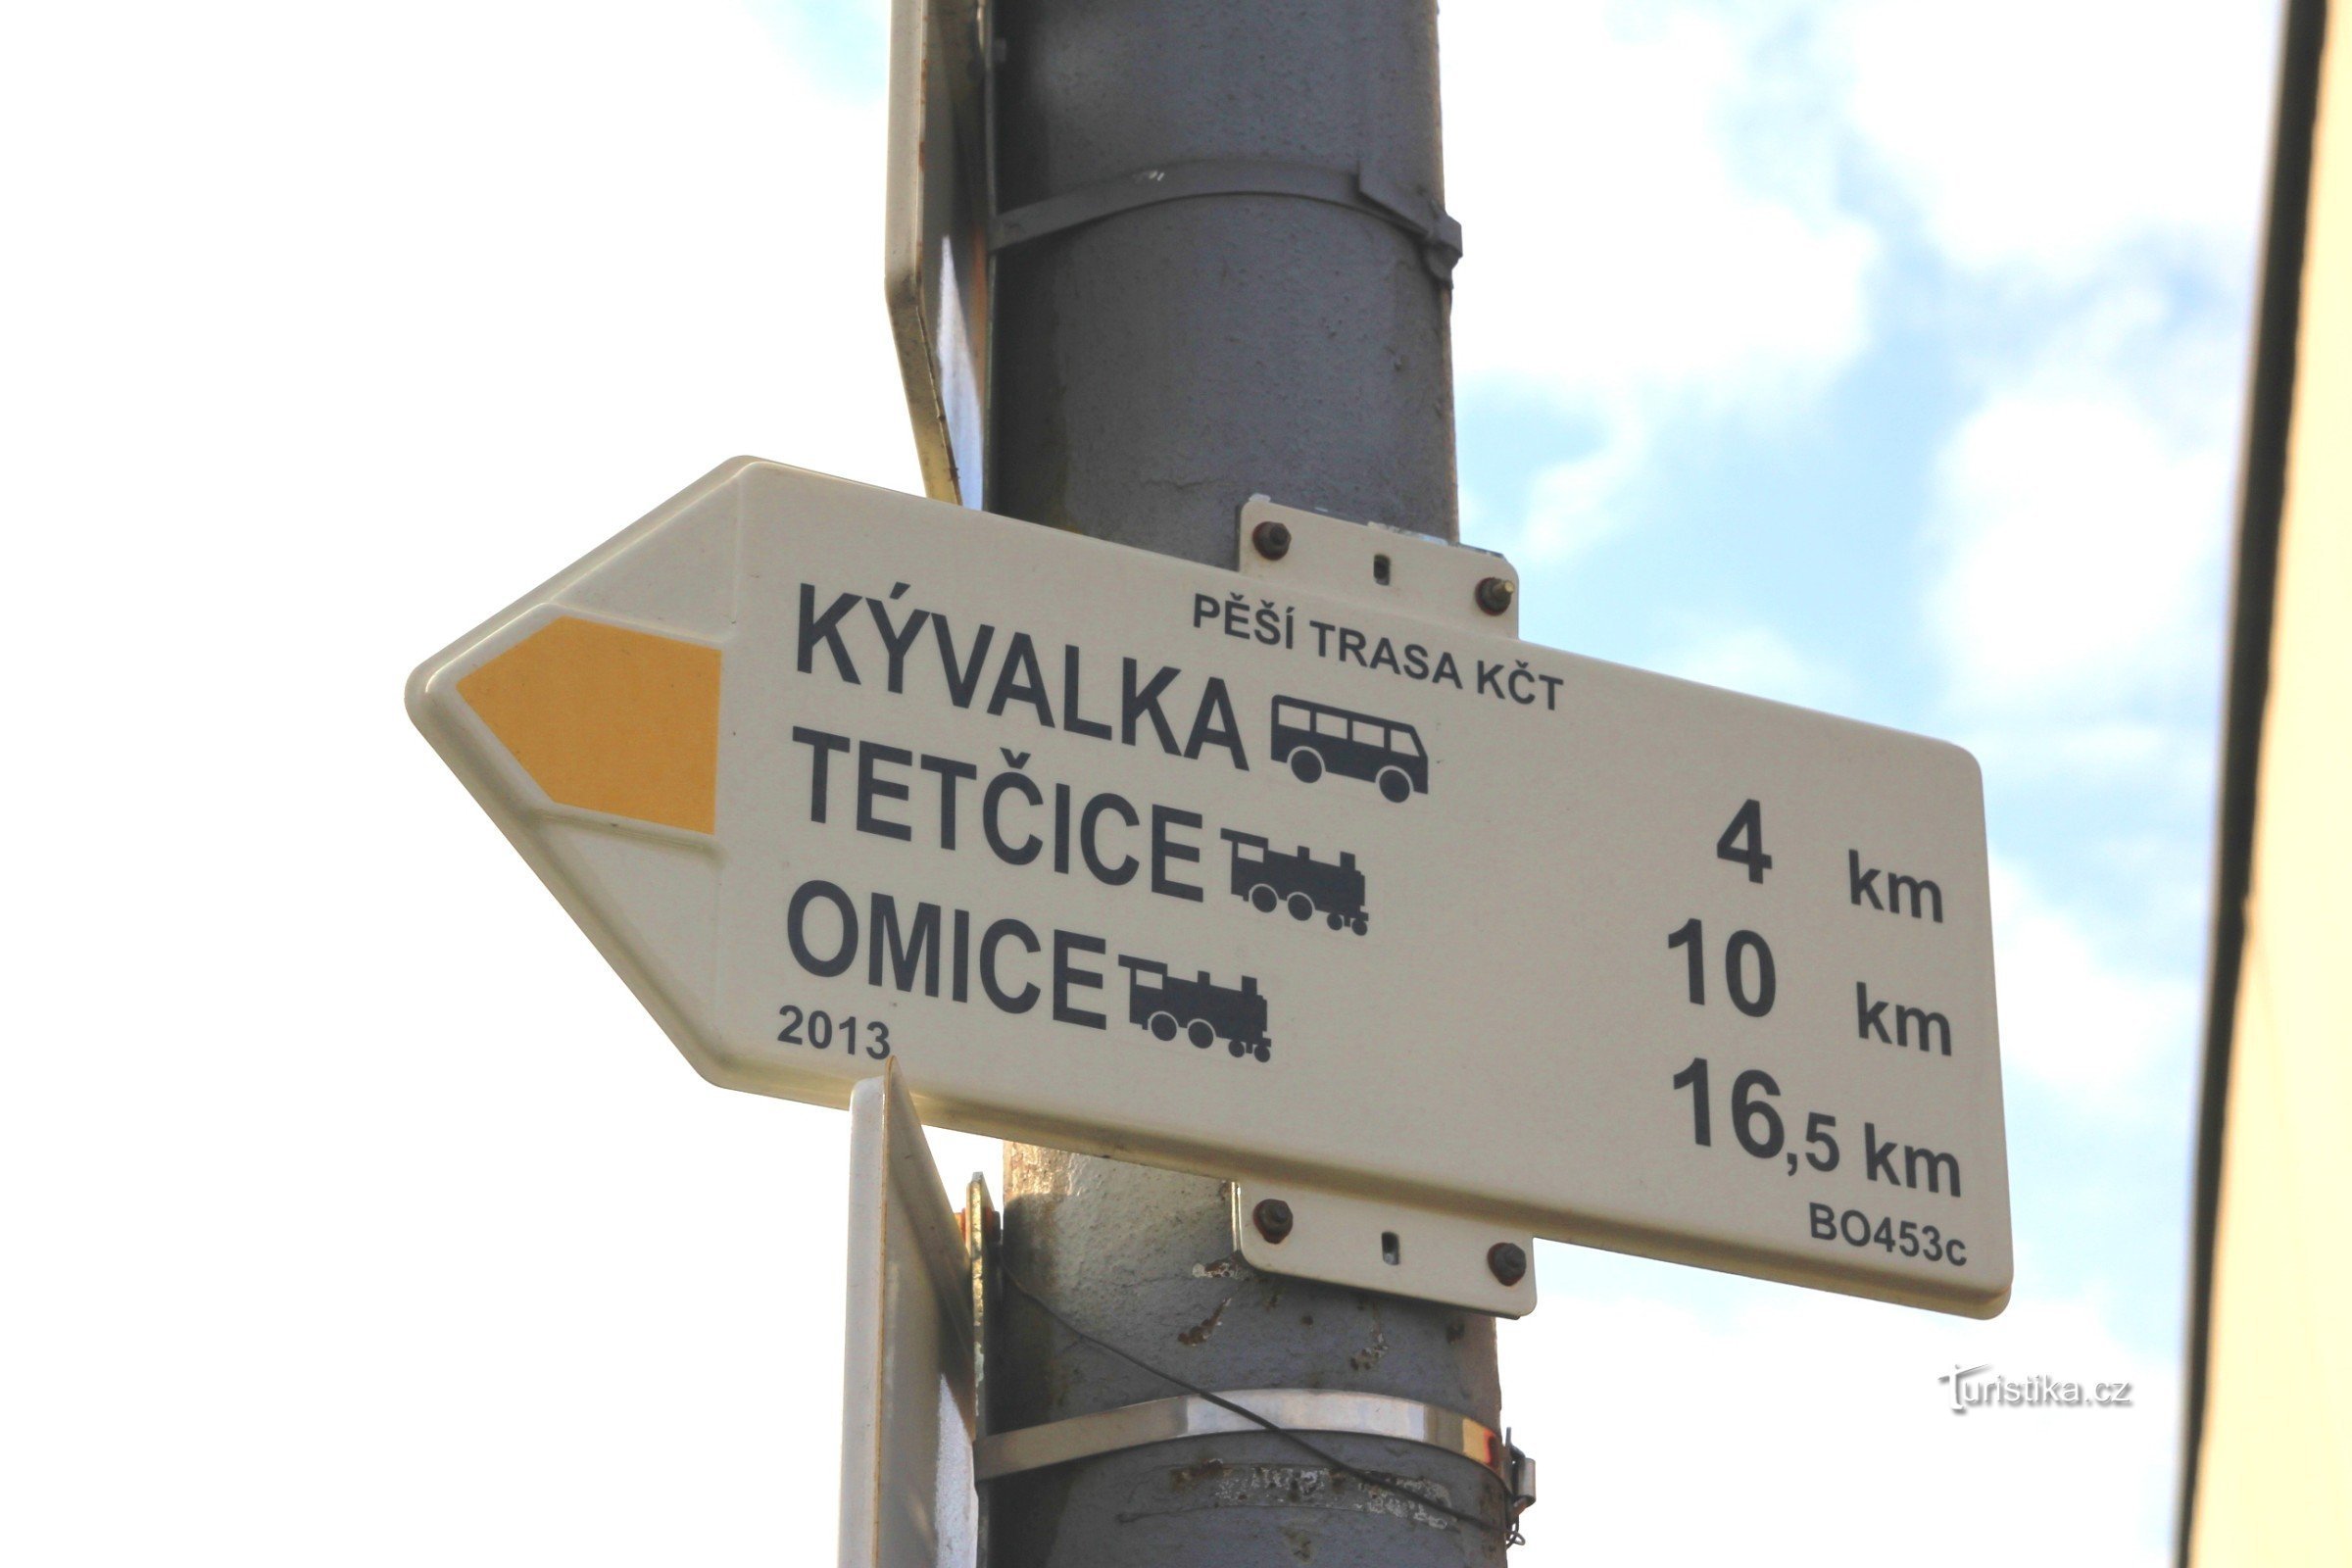 PĚŠÍ TRASA KČT
KÝVALKA 4 km
TETČICE 10 km
OMICE 16,5 km
2013 BO453c
Turistika.cz